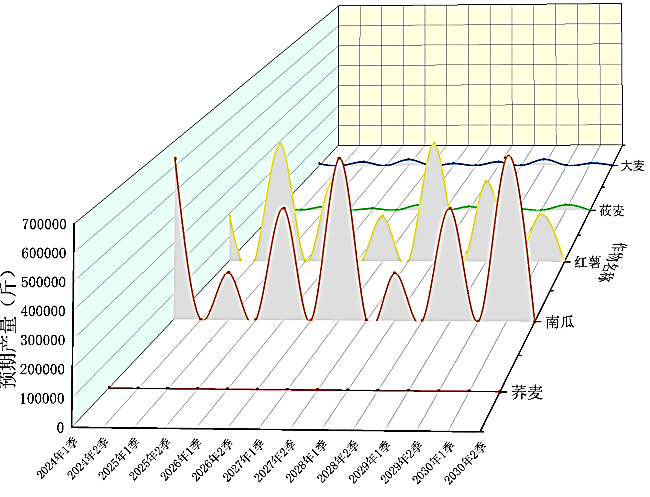 大麦
莜麦
红薯
作物名称
南瓜
荞麦
预期产量（斤）
700000
600000
500000
400000
300000
200000
100000
0
2024年1季
2024年2季
2025年1季
2025年2季
2026年1季
2026年2季
2027年1季
2027年2季
2028年1季
2028年2季
2029年1季
2029年2季
2030年1季
2030年2季